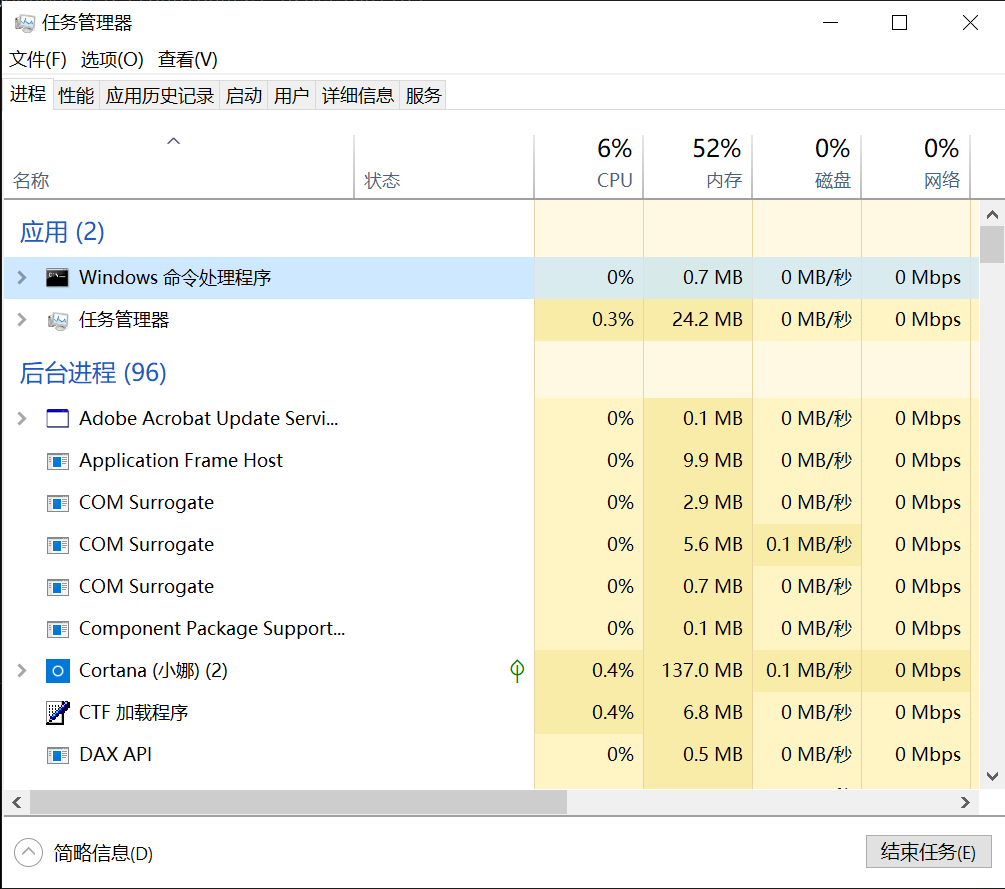 任务管理器
文件(F) 选项(O) 查看(V)
进程 性能 应用历史记录 启动 用户 详细信息 服务
6% 52% 0% 0%
名称 状态 CPU 内存 磁盘 网络
应用 (2)
Windows 命令处理程序 0% 0.7 MB 0 MB/秒 0 Mbps
任务管理器 0.3% 24.2 MB 0 MB/秒 0 Mbps
后台进程 (96)
Adobe Acrobat Update Servi... 0% 0.1 MB 0 MB/秒 0 Mbps
Application Frame Host 0% 9.9 MB 0 MB/秒 0 Mbps
COM Surrogate 0% 2.9 MB 0 MB/秒 0 Mbps
COM Surrogate 0% 5.6 MB 0.1 MB/秒 0 Mbps
COM Surrogate 0% 0.7 MB 0 MB/秒 0 Mbps
Component Package Support... 0% 0.1 MB 0 MB/秒 0 Mbps
Cortana (小娜) (2) 0.4% 137.0 MB 0.1 MB/秒 0 Mbps
CTF 加载程序 0.4% 6.8 MB 0 MB/秒 0 Mbps
DAX API 0% 0.5 MB 0 MB/秒 0 Mbps
简略信息(D) 结束任务(E)